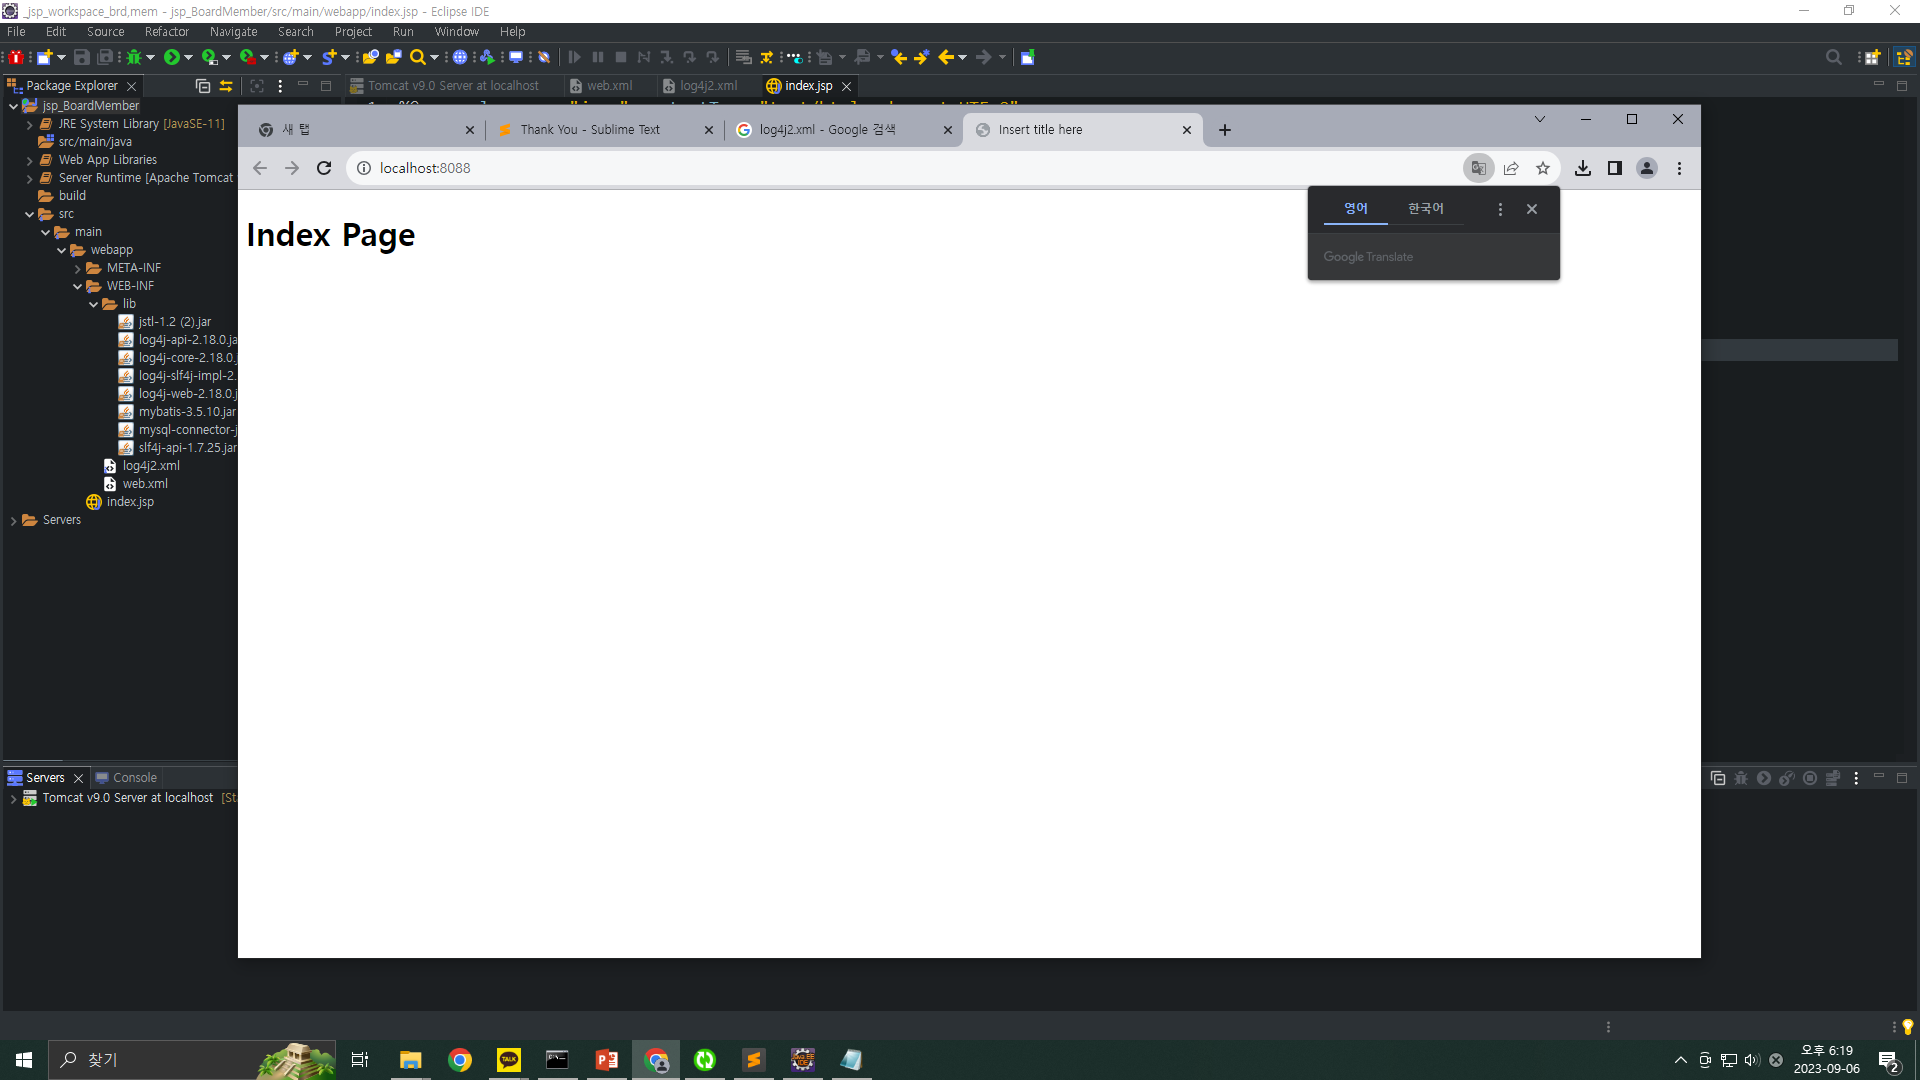 _jsp_workspace_brd,mem - jsp_BoardMember/src/main/webapp/index.jsp - Eclipse IDE
File Edit Source Refactor Navigate Search Project Run Window Help
Package Explorer
Tomcat v9.0 Server at localhost web.xml log4j2.xml index.jsp
jsp_BoardMember
JRE System Library [JavaSE-11]
src/main/java
Web App Libraries
Server Runtime [Apache Tomcat
build
src
main
webapp
META-INF
WEB-INF
lib
jstl-1.2 (2).jar
log4j-api-2.18.0.ja
log4j-core-2.18.0.j
log4j-slf4j-impl-2.
log4j-web-2.18.0.j
mybatis-3.5.10.jar
mysql-connector-j
slf4j-api-1.7.25.jar
log4j2.xml
web.xml
index.jsp
Servers
새 탭 Thank You - Sublime Text log4j2.xml - Google 검색 Insert title here
localhost:8088
영어 한국어
Google Translate
Index Page
Servers Console
Tomcat v9.0 Server at localhost [Sta
찾기
TALK
오후 6:19
2023-09-06
2